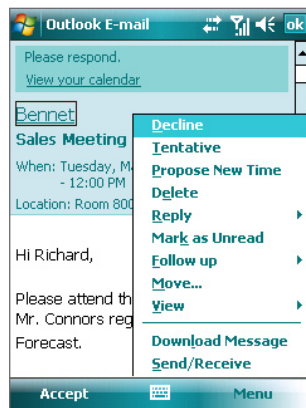 Outlook E-mail
ok
Please respond.
View your calendar
Bennet
Sales Meeting
When: Tuesday, M
- 12:00 PM
Location: Room 800
Hi Richard,
Please attend th
Mr. Connors reg
Forecast.
Decline
Tentative
Propose New Time
Delete
Reply
Mark as Unread
Follow up
Move...
View
Download Message
Send/Receive
Accept
Menu